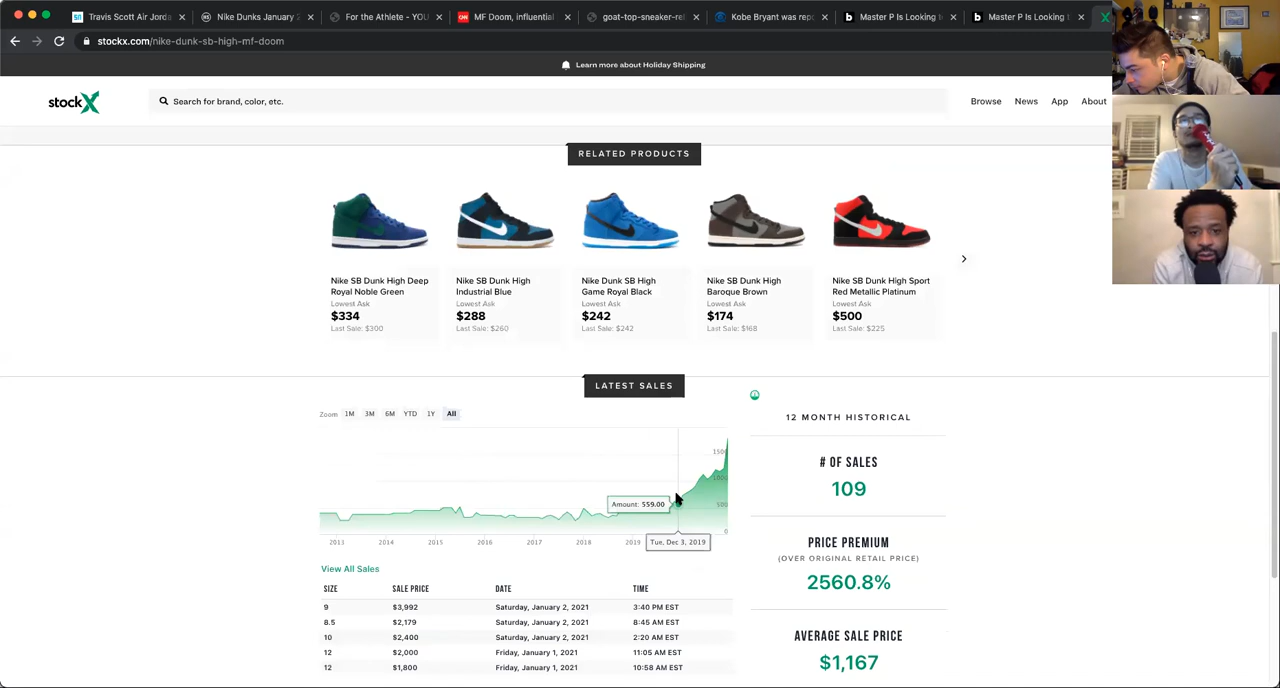 Travis Scott Air Jorda
Nike Dunks January 2
For the Athlete - YOU
MF Doom, influential
goat-top-sneaker-rel
Kobe Bryant was repo
Master P Is Looking t
Master P Is Looking t
stockx.com/nike-dunk-sb-high-mf-doom
Learn more about Holiday Shipping
stockX
Search for brand, color, etc.
Browse News App About
RELATED PRODUCTS
Nike SB Dunk High Deep
Royal Noble Green
Lowest Ask
$334
Last Sale: $300
Nike SB Dunk High
Industrial Blue
Lowest Ask
$288
Last Sale: $260
Nike Dunk SB High
Game Royal Black
Lowest Ask
$242
Last Sale: $242
Nike SB Dunk High
Baroque Brown
Lowest Ask
$174
Last Sale: $168
Nike SB Dunk High Sport
Red Metallic Platinum
Lowest Ask
$500
Last Sale: $225
LATEST SALES
Zoom 1M 3M 6M YTD 1Y All
1500
1000
500
0
Amount: 559.00
2013 2014 2015 2016 2017 2018 2019
Tue, Dec 3, 2019
View All Sales
SIZE SALE PRICE DATE TIME
9 $3,992 Saturday, January 2, 2021 3:40 PM EST
8.5 $2,179 Saturday, January 2, 2021 8:45 AM EST
10 $2,400 Saturday, January 2, 2021 2:20 AM EST
12 $2,000 Friday, January 1, 2021 11:05 AM EST
12 $1,800 Friday, January 1, 2021 10:58 AM EST
12 MONTH HISTORICAL
# OF SALES
109
PRICE PREMIUM
(OVER ORIGINAL RETAIL PRICE)
2560.8%
AVERAGE SALE PRICE
$1,167